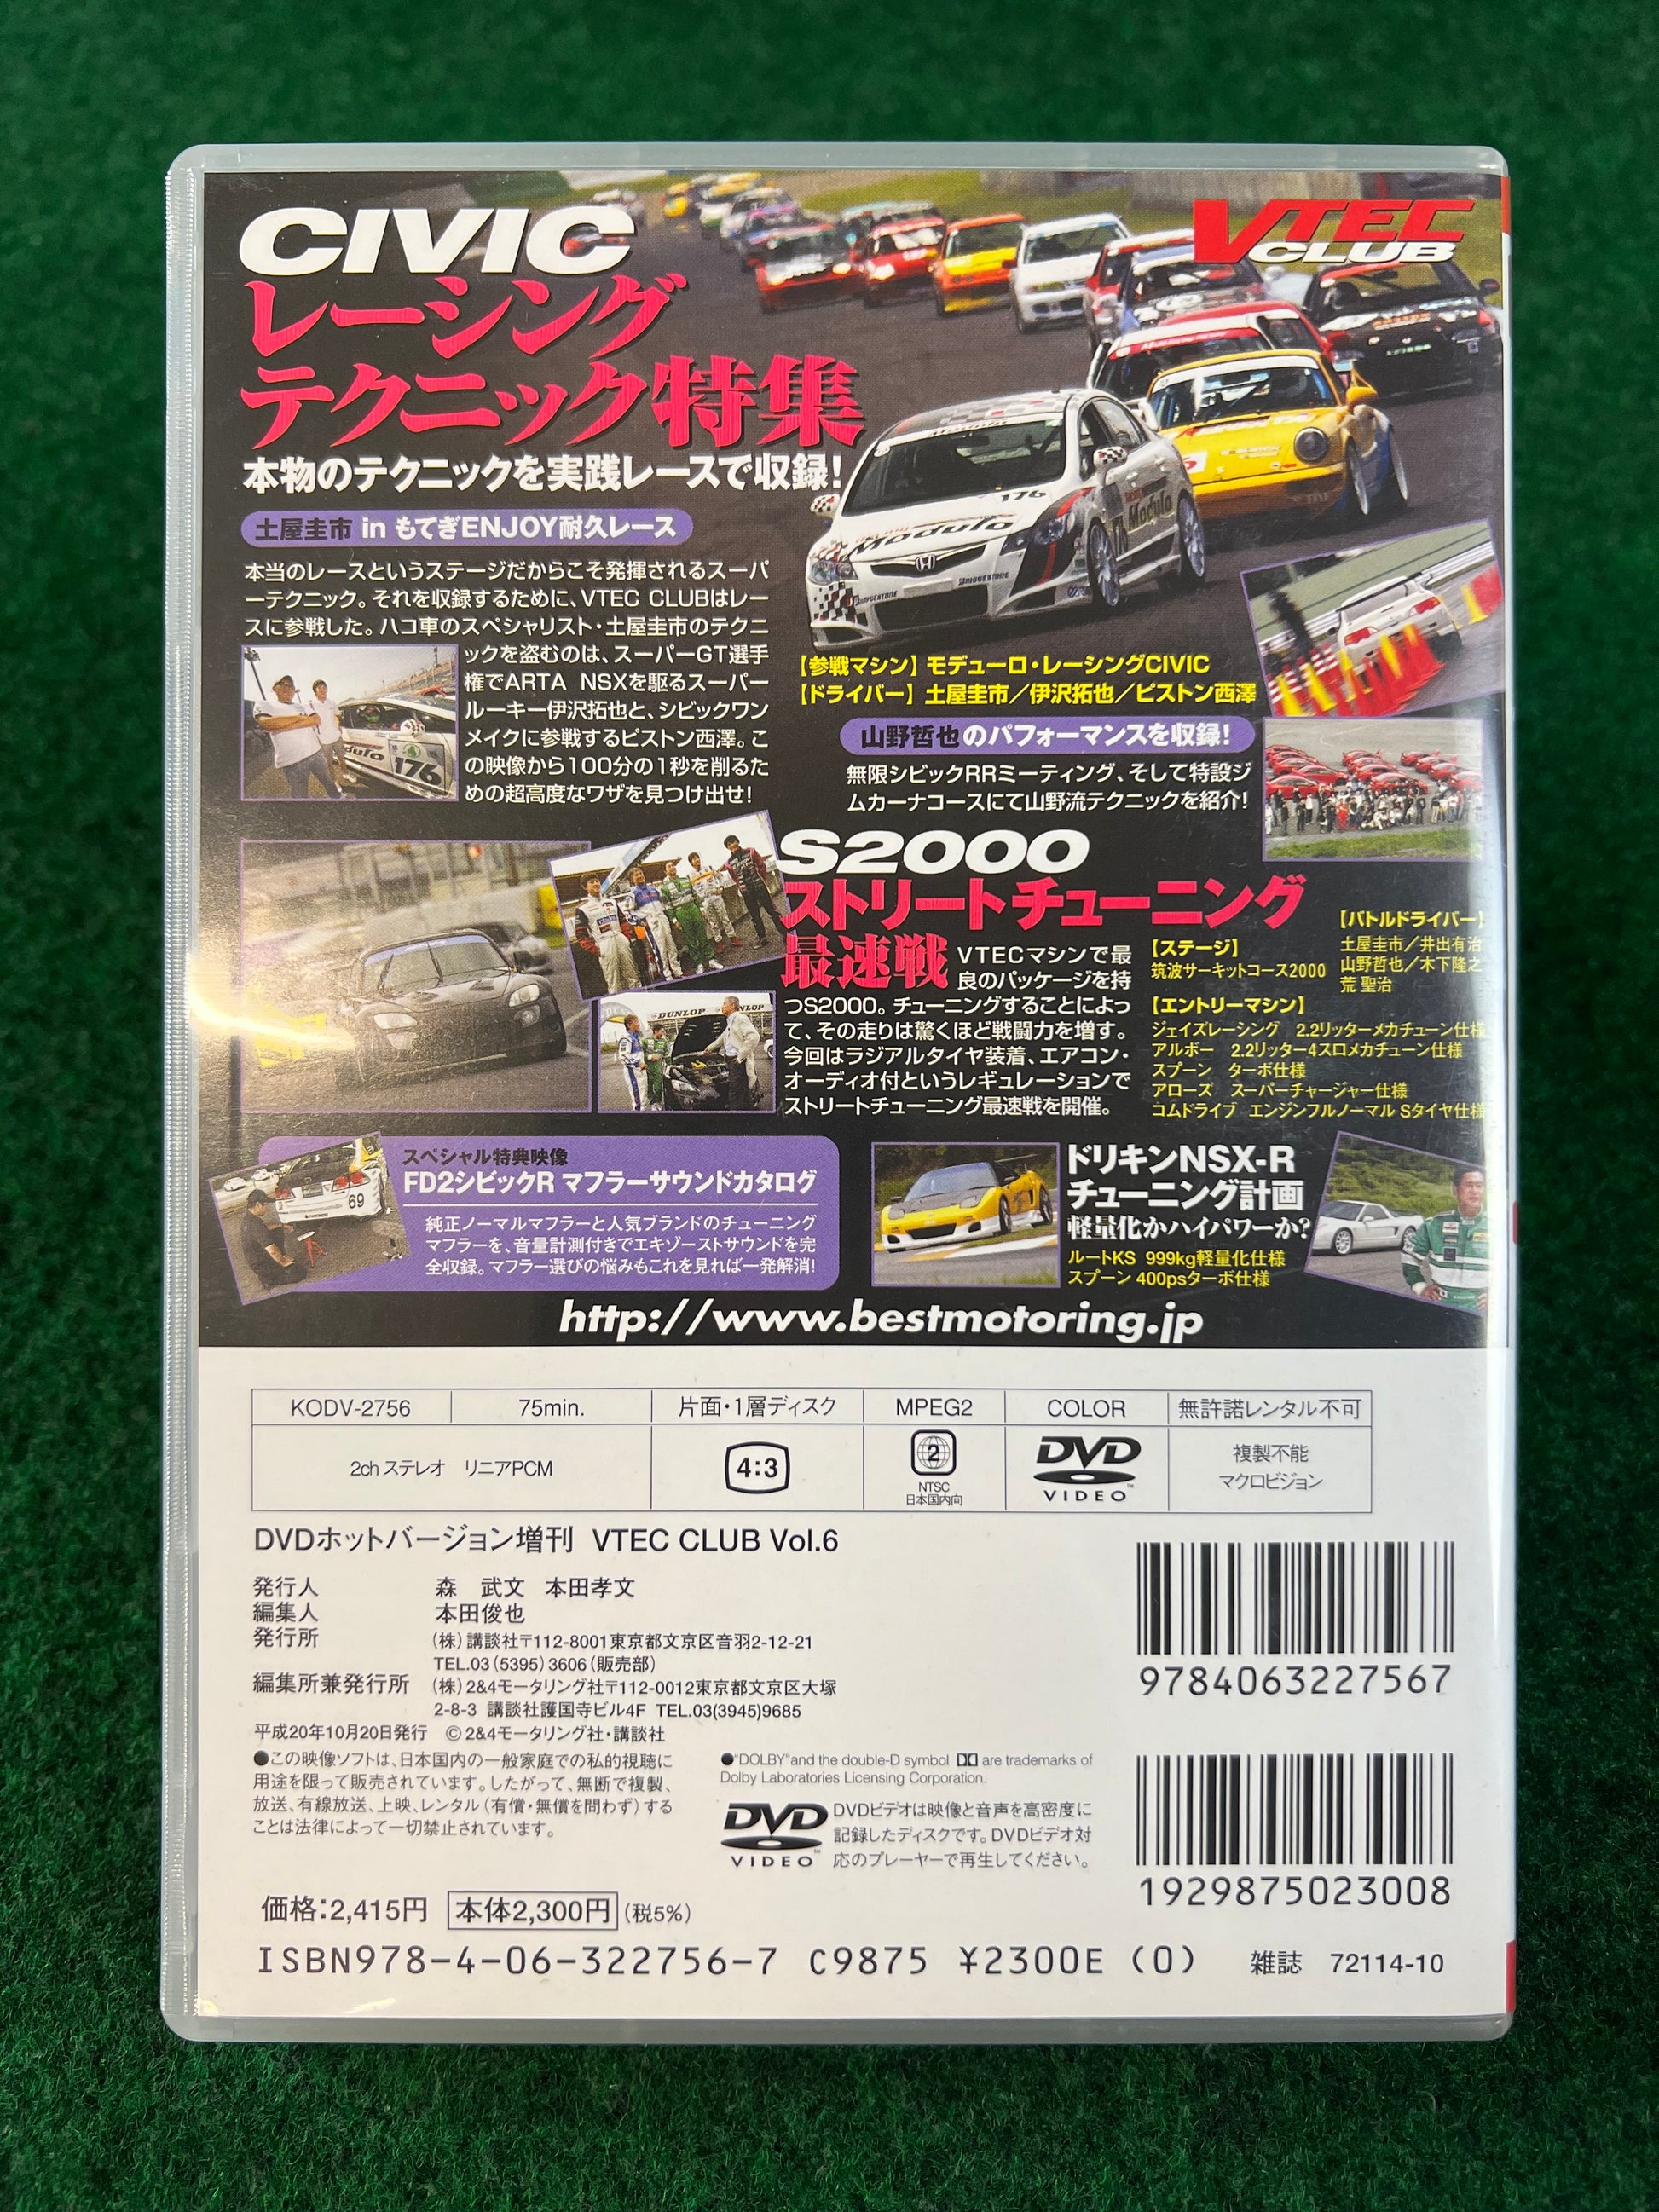 CIVIC
VTEC
CLUB
レーシング
テクニック特集
本物のテクニックを実践レースで収録!
土屋圭市 in もてぎENJOY耐久レース
本当のレースというステージだからこそ発揮されるスーパ
ーテクニック。それを収録するために、VTEC CLUBはレー
スに参戦した。ハコ車のスペシャリスト・土屋圭市のテクニ
ックを盗むのは、スーパーGT選手
権でARTA NSXを駆るスーパー
ルーキー伊沢拓也と、シビックワン
メイクに参戦するピストン西澤。こ
の映像から100分の1秒を削るた
めの超高度なワザを見つけ出せ!
176
Modulo
Modulo
BRIDGESTONE
176
【参戦マシン】モデューロ・レーシングCIVIC
【ドライバー】土屋圭市/伊沢拓也/ピストン西澤
山野哲也のパフォーマンスを収録!
無限シビックRRミーティング、そして特設ジ
ムカーナコースにて山野流テクニックを紹介!
S2000
ストリートチューニング
最速戦
VTECマシンで最
良のパッケージを持
つS2000。チューニングすることによっ
て、その走りは驚くほど戦闘力を増す。
今回はラジアルタイヤ装着、エアコン・
オーディオ付というレギュレーションで
ストリートチューニング最速戦を開催。
DUNLOP
【ステージ】
筑波サーキットコース2000
【バトルドライバー】
土屋圭市/井出有治
山野哲也/木下隆之
荒 聖治
【エントリーマシン】
ジェイズレーシング 2.2リッターメカチューン仕様
アルボー 2.2リッター4スロメカチューン仕様
スプーン ターボ仕様
アローズ スーパーチャージャー仕様
コムドライブ エンジンフルノーマル Sタイヤ仕様
69
スペシャル特典映像
FD2シビックR マフラーサウンドカタログ
純正ノーマルマフラーと人気ブランドのチューニング
マフラーを、音量計測付きでエキゾーストサウンドを完
全収録。マフラー選びの悩みもこれを見れば一発解消!
ドリキンNSX-R
チューニング計画
軽量化かハイパワーか?
ルートKS 999kg軽量化仕様
スプーン 400psターボ仕様
http://www.bestmotoring.jp
KODV-2756 75min. 片面・1層ディスク MPEG2 COLOR 無許諾レンタル不可
2ch ステレオ リニアPCM
4:3
2
NTSC
日本国内向
DVD
VIDEO
複製不能
マクロビジョン
DVDホットバージョン増刊 VTEC CLUB Vol.6
発行人 森 武文 本田孝文
編集人 本田俊也
発行所 (株)講談社〒112-8001東京都文京区音羽2-12-21
TEL.03(5395)3606(販売部)
編集所兼発行所 (株)2&4モータリング社〒112-0012東京都文京区大塚
2-8-3 講談社護国寺ビル4F TEL.03(3945)9685
平成20年10月20日発行 ©2&4モータリング社・講談社
●この映像ソフトは、日本国内の一般家庭での私的視聴に
用途を限って販売されています。したがって、無断で複製、
放送、有線放送、上映、レンタル(有償・無償を問わず)する
ことは法律によって一切禁止されています。
●"DOLBY"and the double-D symbol are trademarks of
Dolby Laboratories Licensing Corporation.
DVD
VIDEO
DVDビデオは映像と音声を高密度に
記録したディスクです。DVDビデオ対
応のプレーヤーで再生してください。
9784063227567
1929875023008
価格:2,415円 本体2,300円(税5%)
ISBN978-4-06-322756-7 C9875 ¥2300E (0) 雑誌 72114-10